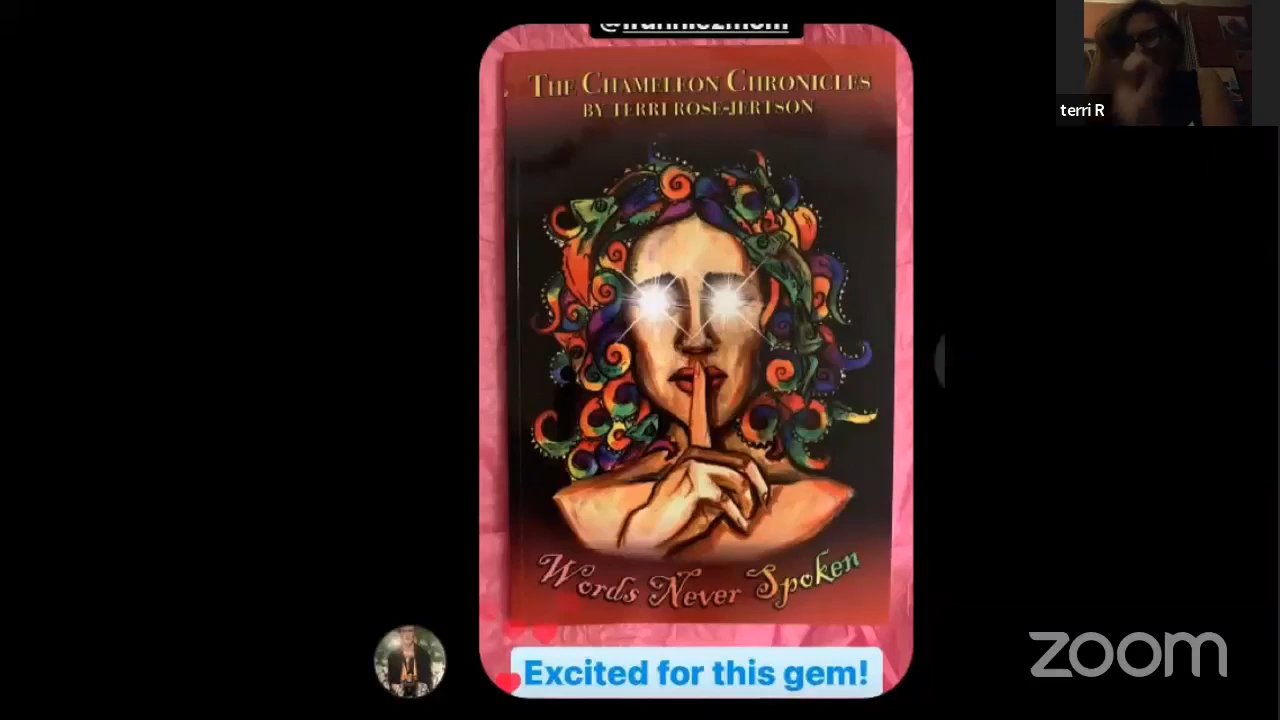 terri R
THE CHAMELEON CHRONICLES
BY TERRI ROSE-JERTSON
Words Never Spoken
Excited for this gem!
zoom